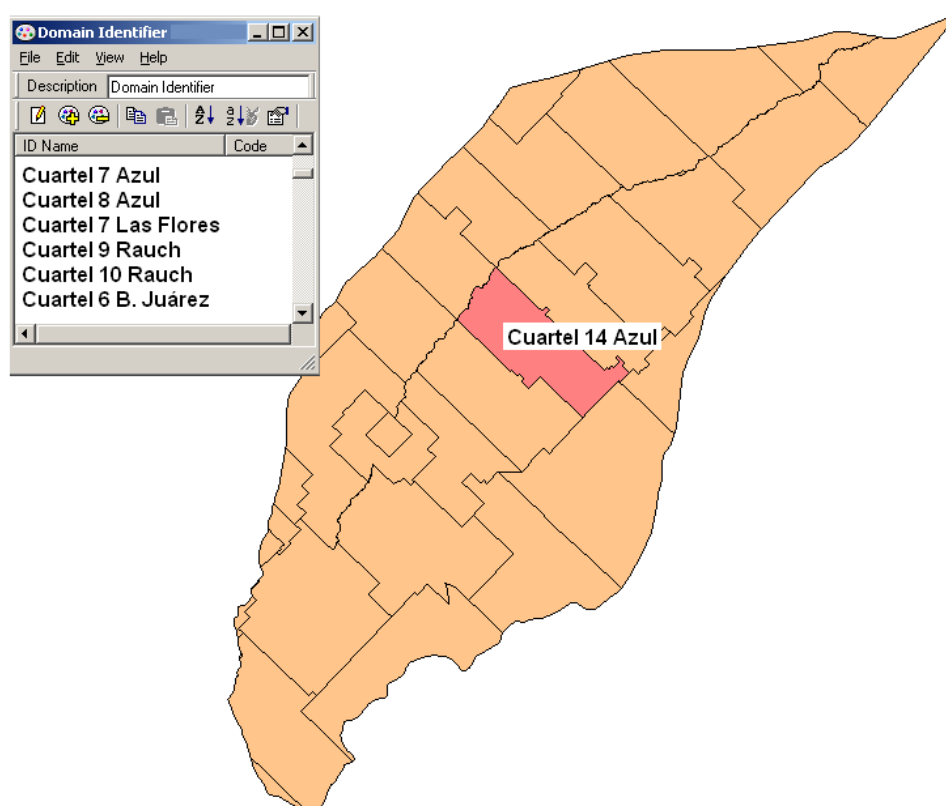 Domain Identifier
File Edit View Help
Description Domain Identifier
ID Name Code
Cuartel 7 Azul
Cuartel 8 Azul
Cuartel 7 Las Flores
Cuartel 9 Rauch
Cuartel 10 Rauch
Cuartel 6 B. Juárez
Cuartel 14 Azul